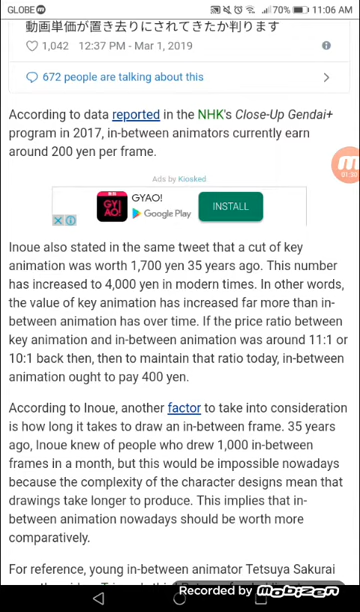 GLOBE 70% 11:06 AM
動画単価が置き去りにされてきたか判ります
1,042 12:37 PM - Mar 1, 2019
672 people are talking about this
According to data reported in the NHK's Close-Up Gendai+
program in 2017, in-between animators currently earn
around 200 yen per frame.
Ads by Kiosked
01:30
GYAO!
GYAO!
Google Play
INSTALL
Inoue also stated in the same tweet that a cut of key
animation was worth 1,700 yen 35 years ago. This number
has increased to 4,000 yen in modern times. In other words,
the value of key animation has increased far more than in-
between animation has over time. If the price ratio between
key animation and in-between animation was around 11:1 or
10:1 back then, then to maintain that ratio today, in-between
animation ought to pay 400 yen.
According to Inoue, another factor to take into consideration
is how long it takes to draw an in-between frame. 35 years
ago, Inoue knew of people who drew 1,000 in-between
frames in a month, but this would be impossible nowadays
because the complexity of the character designs mean that
drawings take longer to produce. This implies that in-
between animation nowadays should be worth more
comparatively.
For reference, young in-between animator Tetsuya Sakurai
Recorded by Mobizen